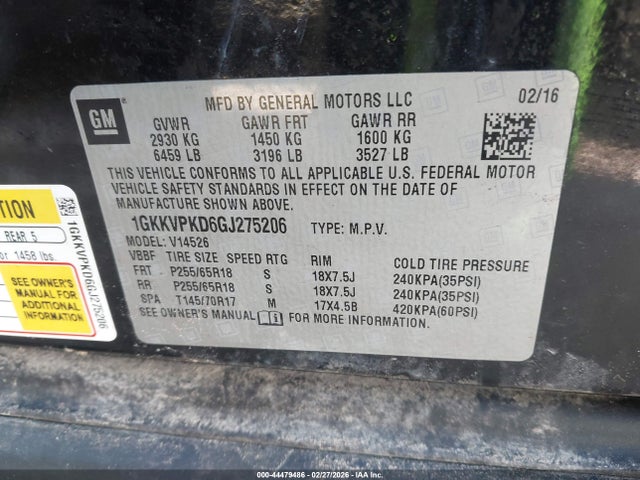 GM
MFD BY GENERAL MOTORS LLC 02/16
GVWR GAWR FRT GAWR RR
2930 KG 1450 KG 1600 KG
6459 LB 3196 LB 3527 LB
THIS VEHICLE CONFORMS TO ALL APPLICABLE U.S. FEDERAL MOTOR
VEHICLE SAFETY STANDARDS IN EFFECT ON THE DATE OF
MANUFACTURE SHOWN ABOVE.
1GKKVPKD6GJ275206 TYPE: M.P.V.
MODEL: V14526
VBBF TIRE SIZE SPEED RTG RIM COLD TIRE PRESSURE
FRT P255/65R18 S 18X7.5J 240KPA(35PSI)
RR P255/65R18 S 18X7.5J 240KPA(35PSI)
SPA T145/70R17 M 17X4.5B 420KPA(60PSI)
SEE OWNER'S MANUAL FOR MORE INFORMATION.
TION
REAR 5
or 1458 lbs.
SEE OWNER'S
MANUAL FOR
ADDITIONAL
INFORMATION
1GKKVPKD6GJ275206
000-44479486 - 02/27/2026 - IAAI.com